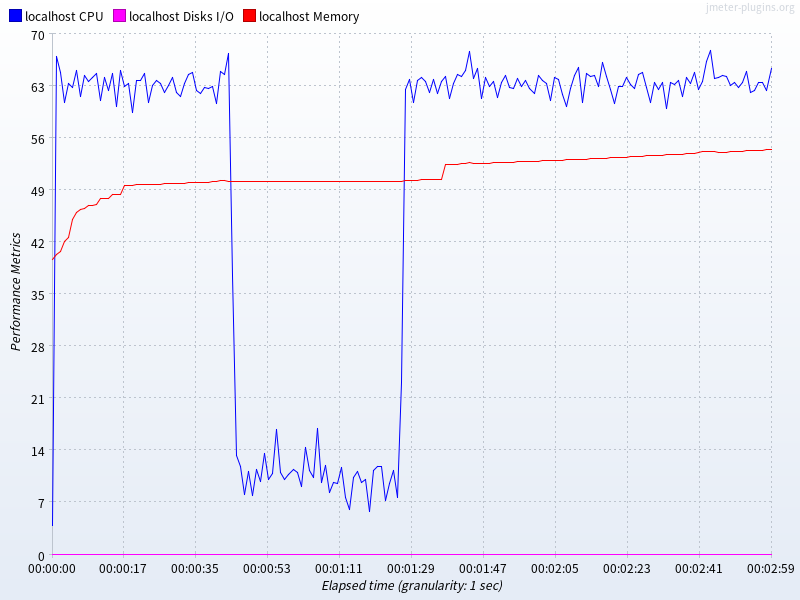 jmeter-plugins.org
localhost CPU localhost Disks I/O localhost Memory
70
63
56
49
42
35
28
21
14
7
0
Performance Metrics
00:00:00 00:00:17 00:00:35 00:00:53 00:01:11 00:01:29 00:01:47 00:02:05 00:02:23 00:02:41 00:02:59
Elapsed time (granularity: 1 sec)